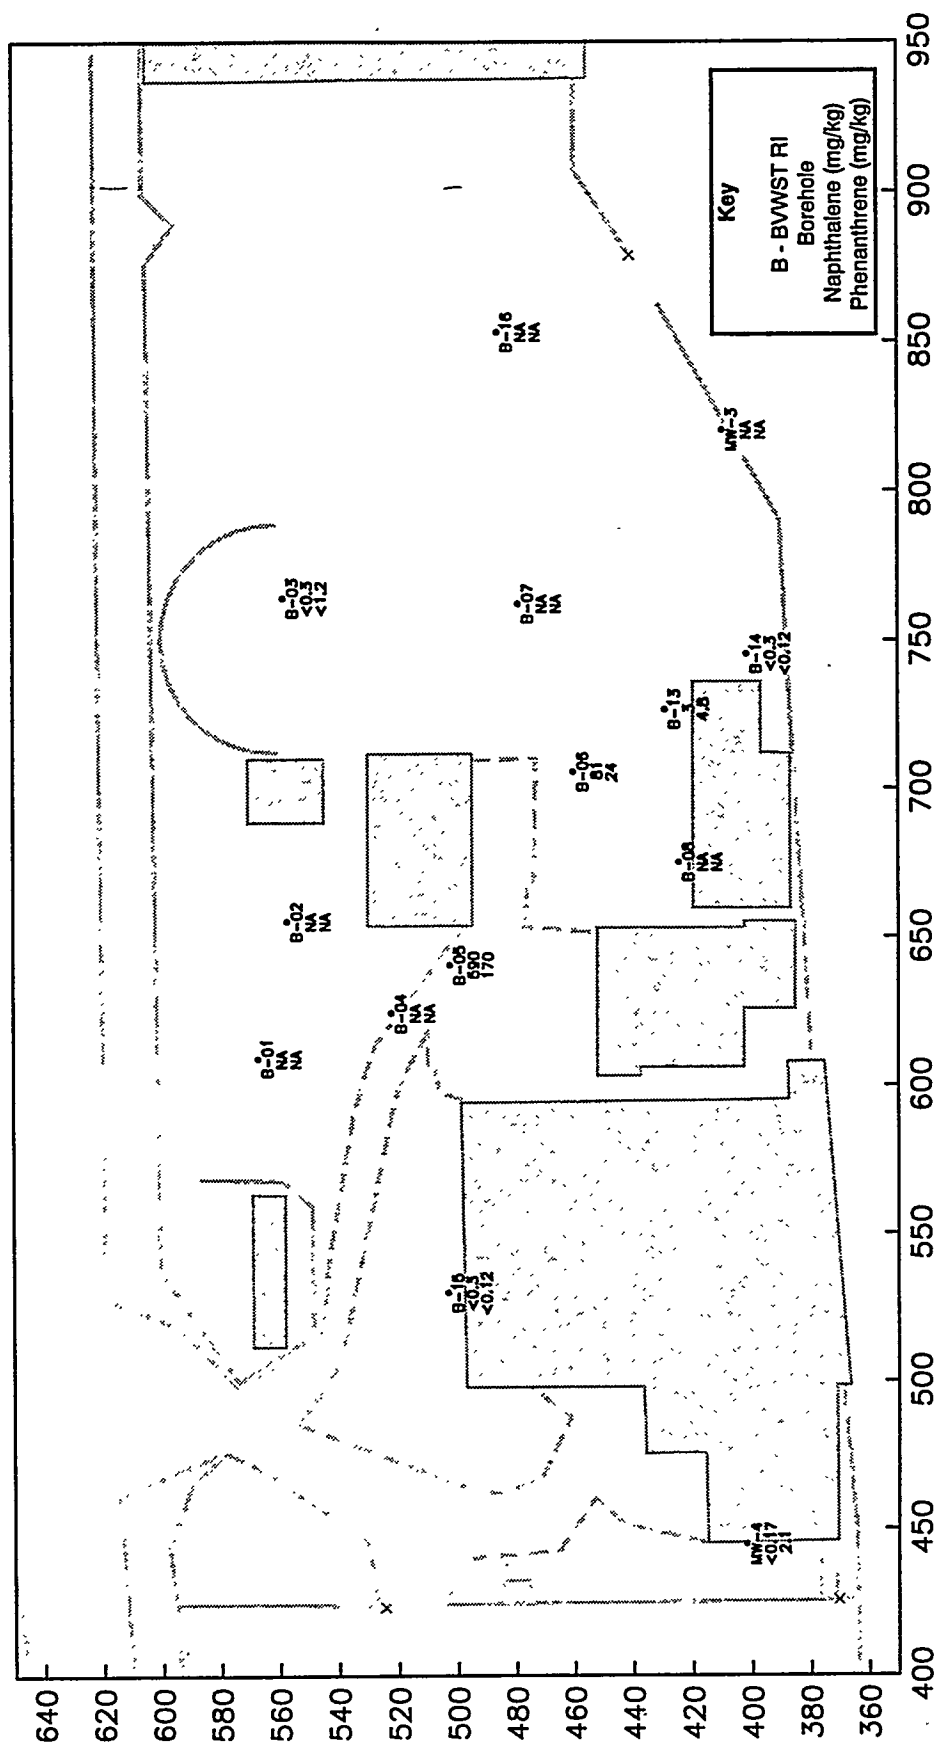 640
620
600
580
560
540
520
500
480
460
440
420
400
380
360
B-01
NA
NA
B-02
NA
NA
B-03
<0.3
<1.2
B-04
NA
NA
B-05
170
B-15
<0.3
<0.12
B-16
NA
NA
B-07
NA
NA
B-06
81
24
B-13
3
4.8
B-08
NA
NA
MW-3
NA
NA
B-14
<0.3
<0.12
MW-4
<0.17
2.1
Key
B - BVWST RI
Borehole
Naphthalene (mg/kg)
Phenanthrene (mg/kg)
400 450 500 550 600 650 700 750 800 850 900 950